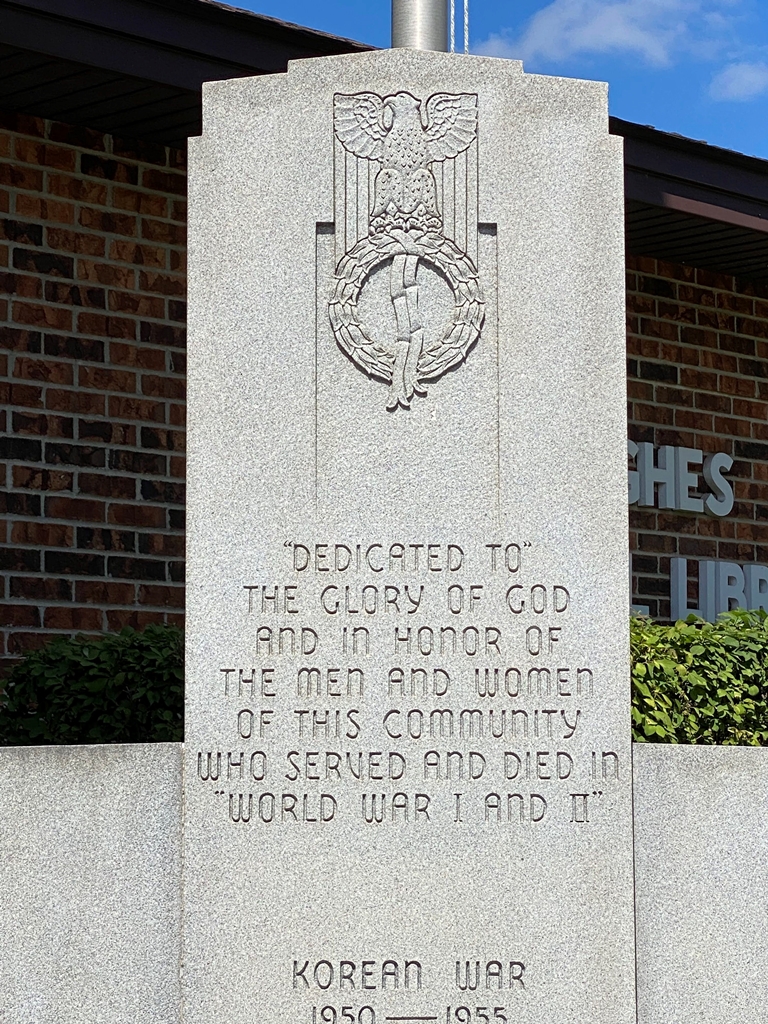 "DEDICATED TO"
THE GLORY OF GOD
AND IN HONOR OF
THE MEN AND WOMEN
OF THIS COMMUNITY
WHO SERVED AND DIED IN
"WORLD WAR I AND II"
KOREAN WAR
1950 — 1955
GHES
LIBR